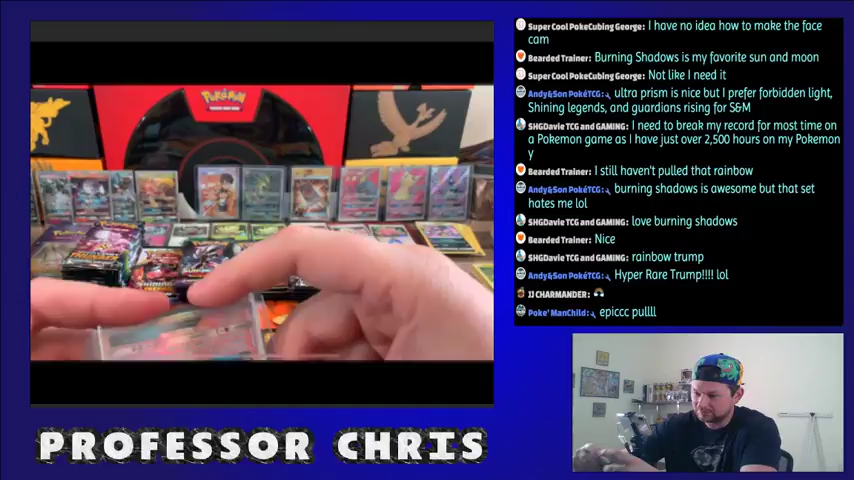 Pokémon
Super Cool PokeCubing George: I have no idea how to make the face
cam
Bearded Trainer: Burning Shadows is my favorite sun and moon
Super Cool PokeCubing George: Not like I need it
Andy&Son PokéTCG: ultra prism is nice but I prefer forbidden light,
Shining legends, and guardians rising for S&M
SHGDavie TCG and GAMING: I need to break my record for most time on
a Pokemon game as I have just over 2,500 hours on my Pokemon
y
Bearded Trainer: I still haven't pulled that rainbow
Andy&Son PokéTCG: burning shadows is awesome but that set
hates me lol
SHGDavie TCG and GAMING: love burning shadows
Bearded Trainer: Nice
SHGDavie TCG and GAMING: rainbow trump
Andy&Son PokéTCG: Hyper Rare Trump!!!! lol
JJ CHARMANDER:
Poke' ManChild: epiccc pullll
PROFESSOR CHRIS